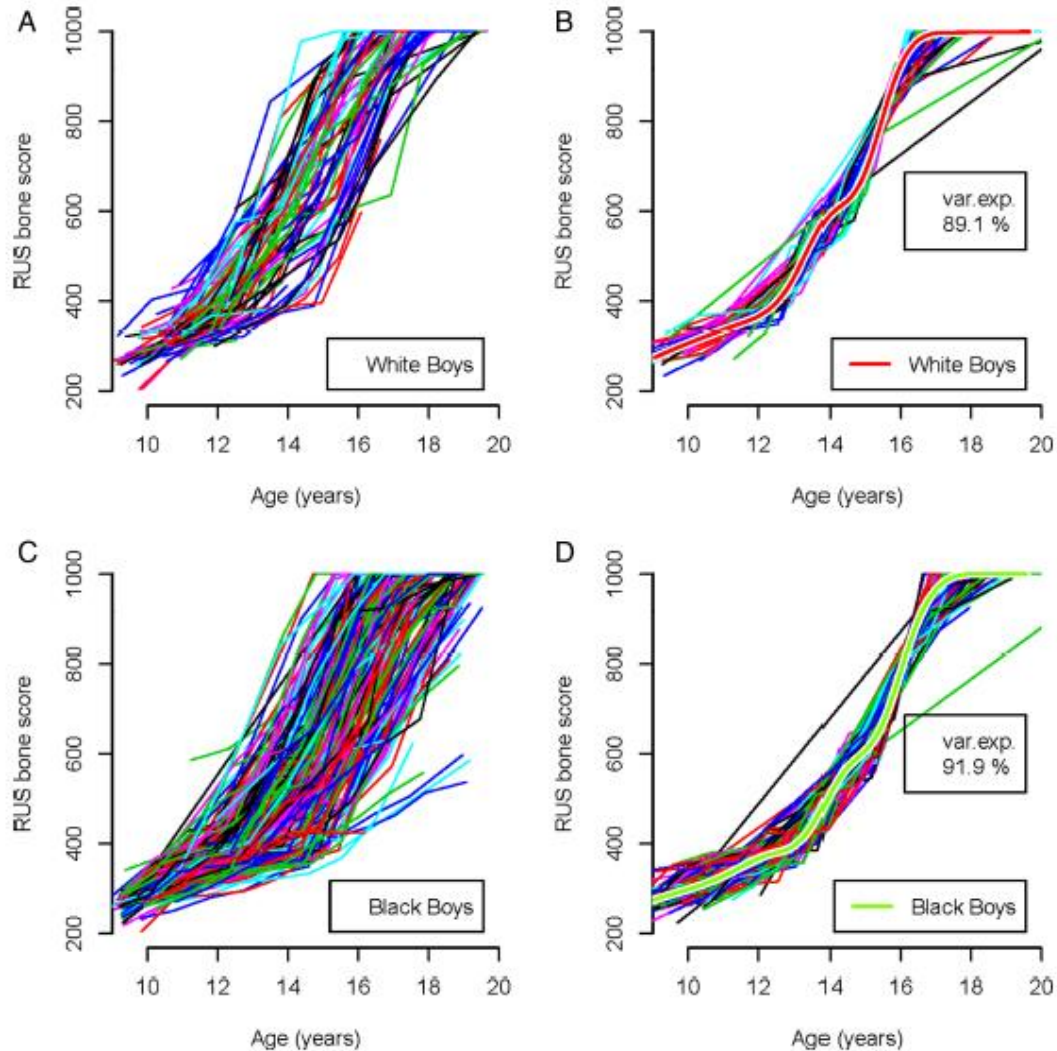 A
RUS bone score
1000
800
600
400
200
White Boys
10 12 14 16 18 20
Age (years)
B
RUS bone score
1000
800
600
400
200
var.exp.
89.1 %
White Boys
10 12 14 16 18 20
Age (years)
C
RUS bone score
1000
800
600
400
200
Black Boys
10 12 14 16 18 20
Age (years)
D
RUS bone score
1000
800
600
400
200
var.exp.
91.9 %
Black Boys
10 12 14 16 18 20
Age (years)